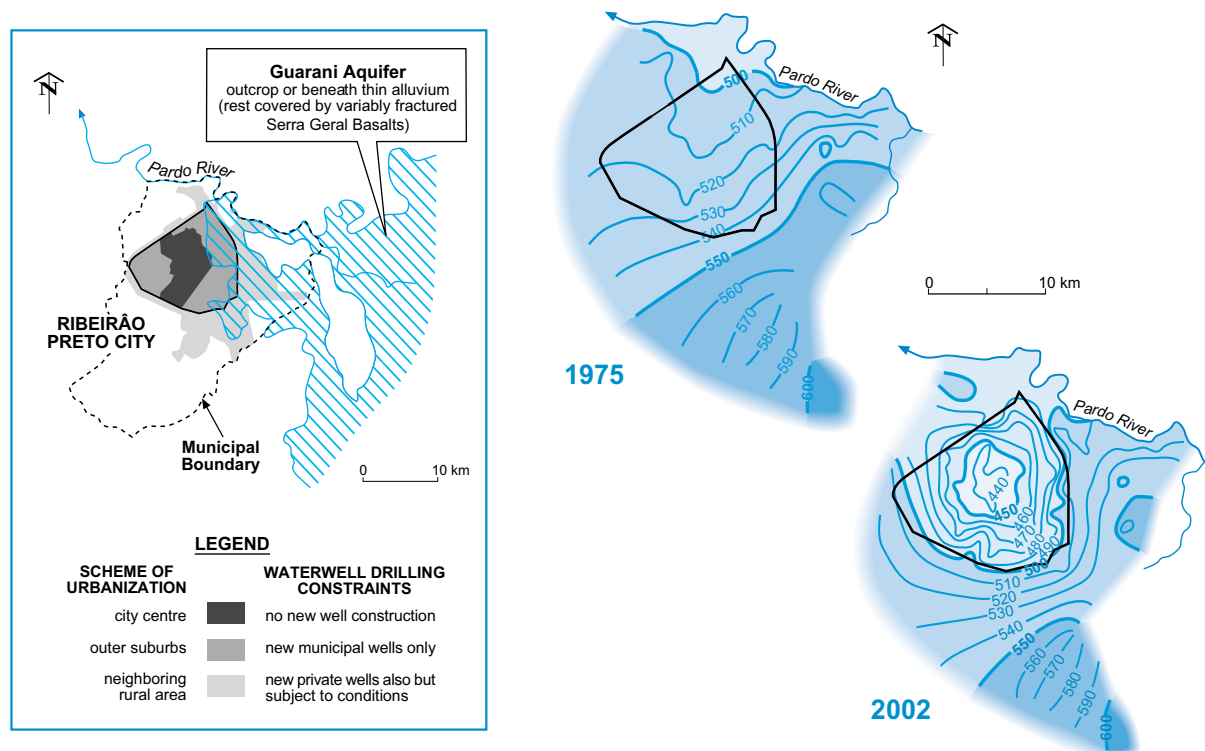 N
Guarani Aquifer
outcrop or beneath thin alluvium
(rest covered by variably fractured
Serra Geral Basalts)
Pardo River
RIBEIRÂO
PRETO CITY
Municipal
Boundary
0 10 km
LEGEND
SCHEME OF
URBANIZATION
WATERWELL DRILLING
CONSTRAINTS
city centre
no new well construction
outer suburbs
new municipal wells only
neighboring
rural area
new private wells also but
subject to conditions
N
Pardo River
500
510
520
530
540
550
560
570
580
590
600
1975
0 10 km
Pardo River
440
450
460
470
480
490
500
510
520
530
540
550
560
570
580
590
600
2002